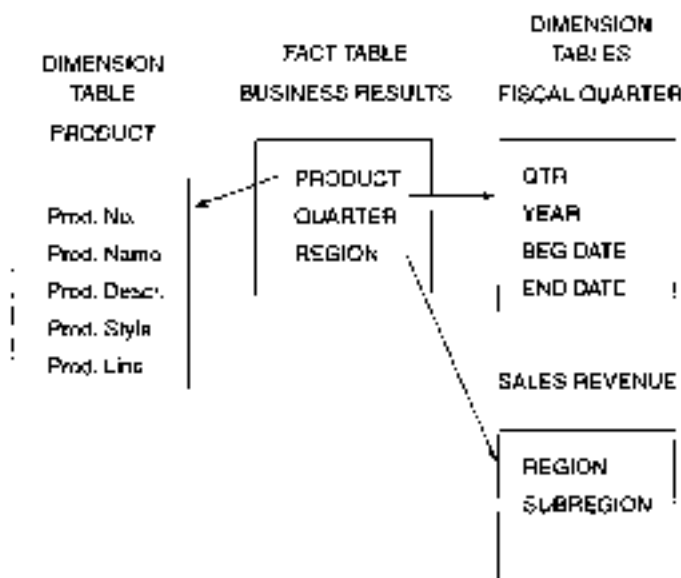 DIMENSION
TABLE
PRODUCT
Prod. No.
Prod. Name
Prod. Descr.
Prod. Style
Prod. Line
FACT TABLE
BUSINESS RESULTS
PRODUCT
QUARTER
REGION
DIMENSION
TABLES
FISCAL QUARTER
QTR
YEAR
BEG DATE
END DATE
SALES REVENUE
REGION
SUBREGION